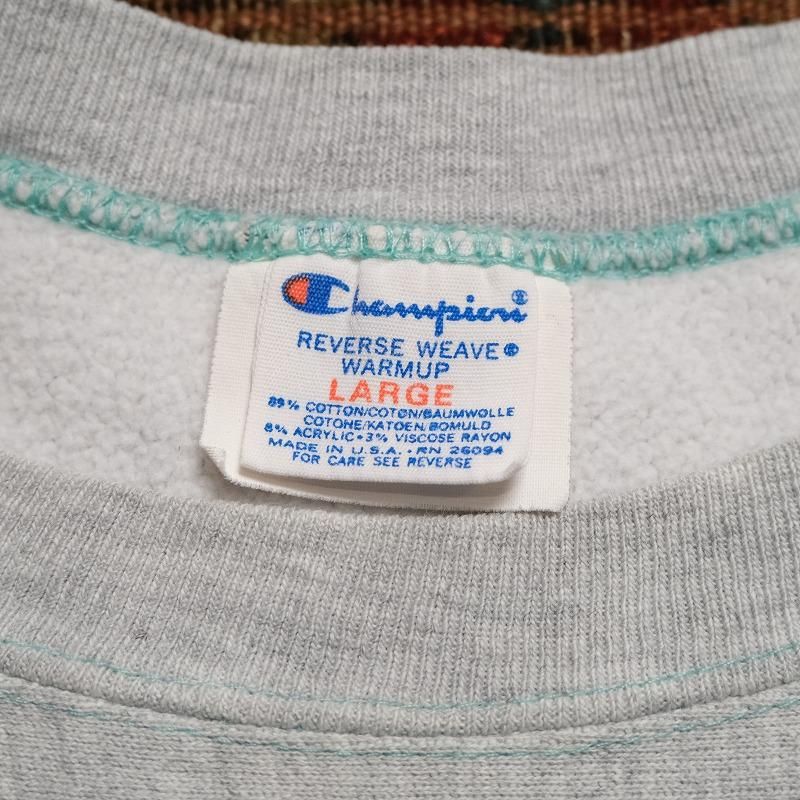 Champion®
REVERSE WEAVE®
WARMUP
LARGE
89% COTTON/COTØN/BAUMWOLLE
COTONE/KATOEN/BOMULD
8% ACRYLIC•3% VISCOSE RAYON
MADE IN U.S.A. • RN 26094
FOR CARE SEE REVERSE